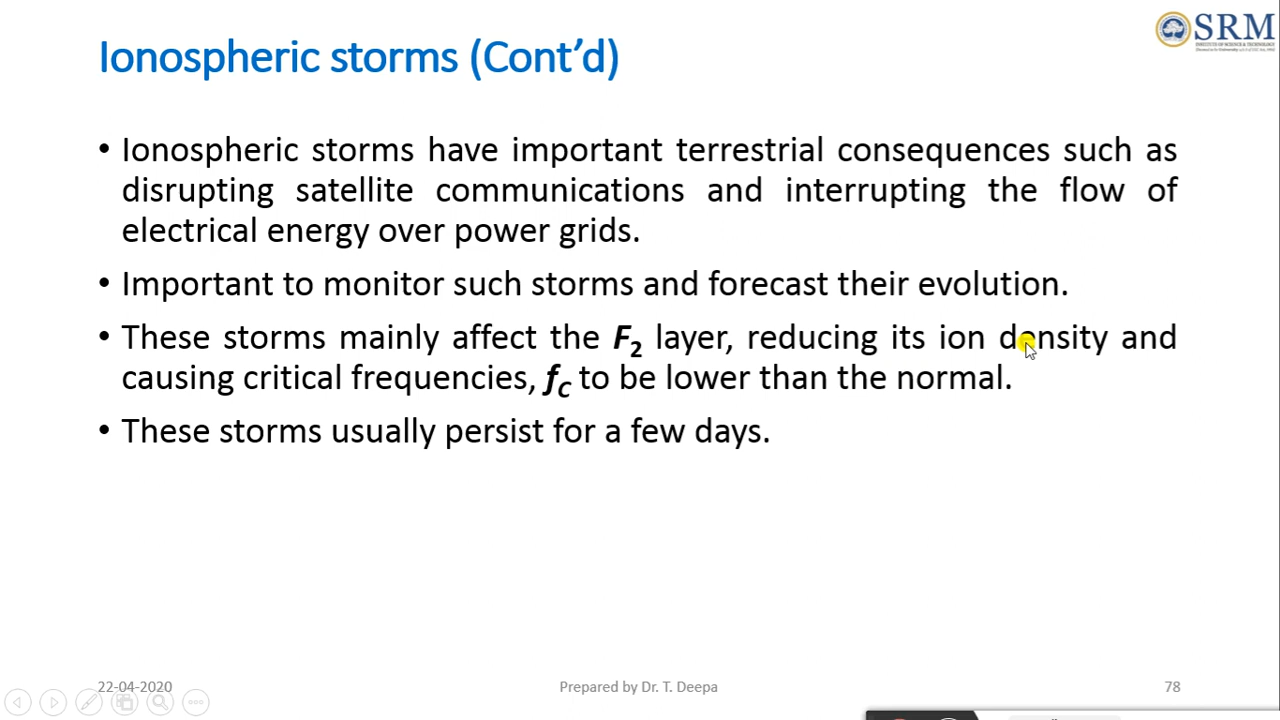 SRM
Ionospheric storms (Cont’d)
• Ionospheric storms have important terrestrial consequences such as
disrupting satellite communications and interrupting the flow of
electrical energy over power grids.
• Important to monitor such storms and forecast their evolution.
• These storms mainly affect the F2 layer, reducing its ion density and
causing critical frequencies, fC to be lower than the normal.
• These storms usually persist for a few days.
22-04-2020
Prepared by Dr. T. Deepa
78